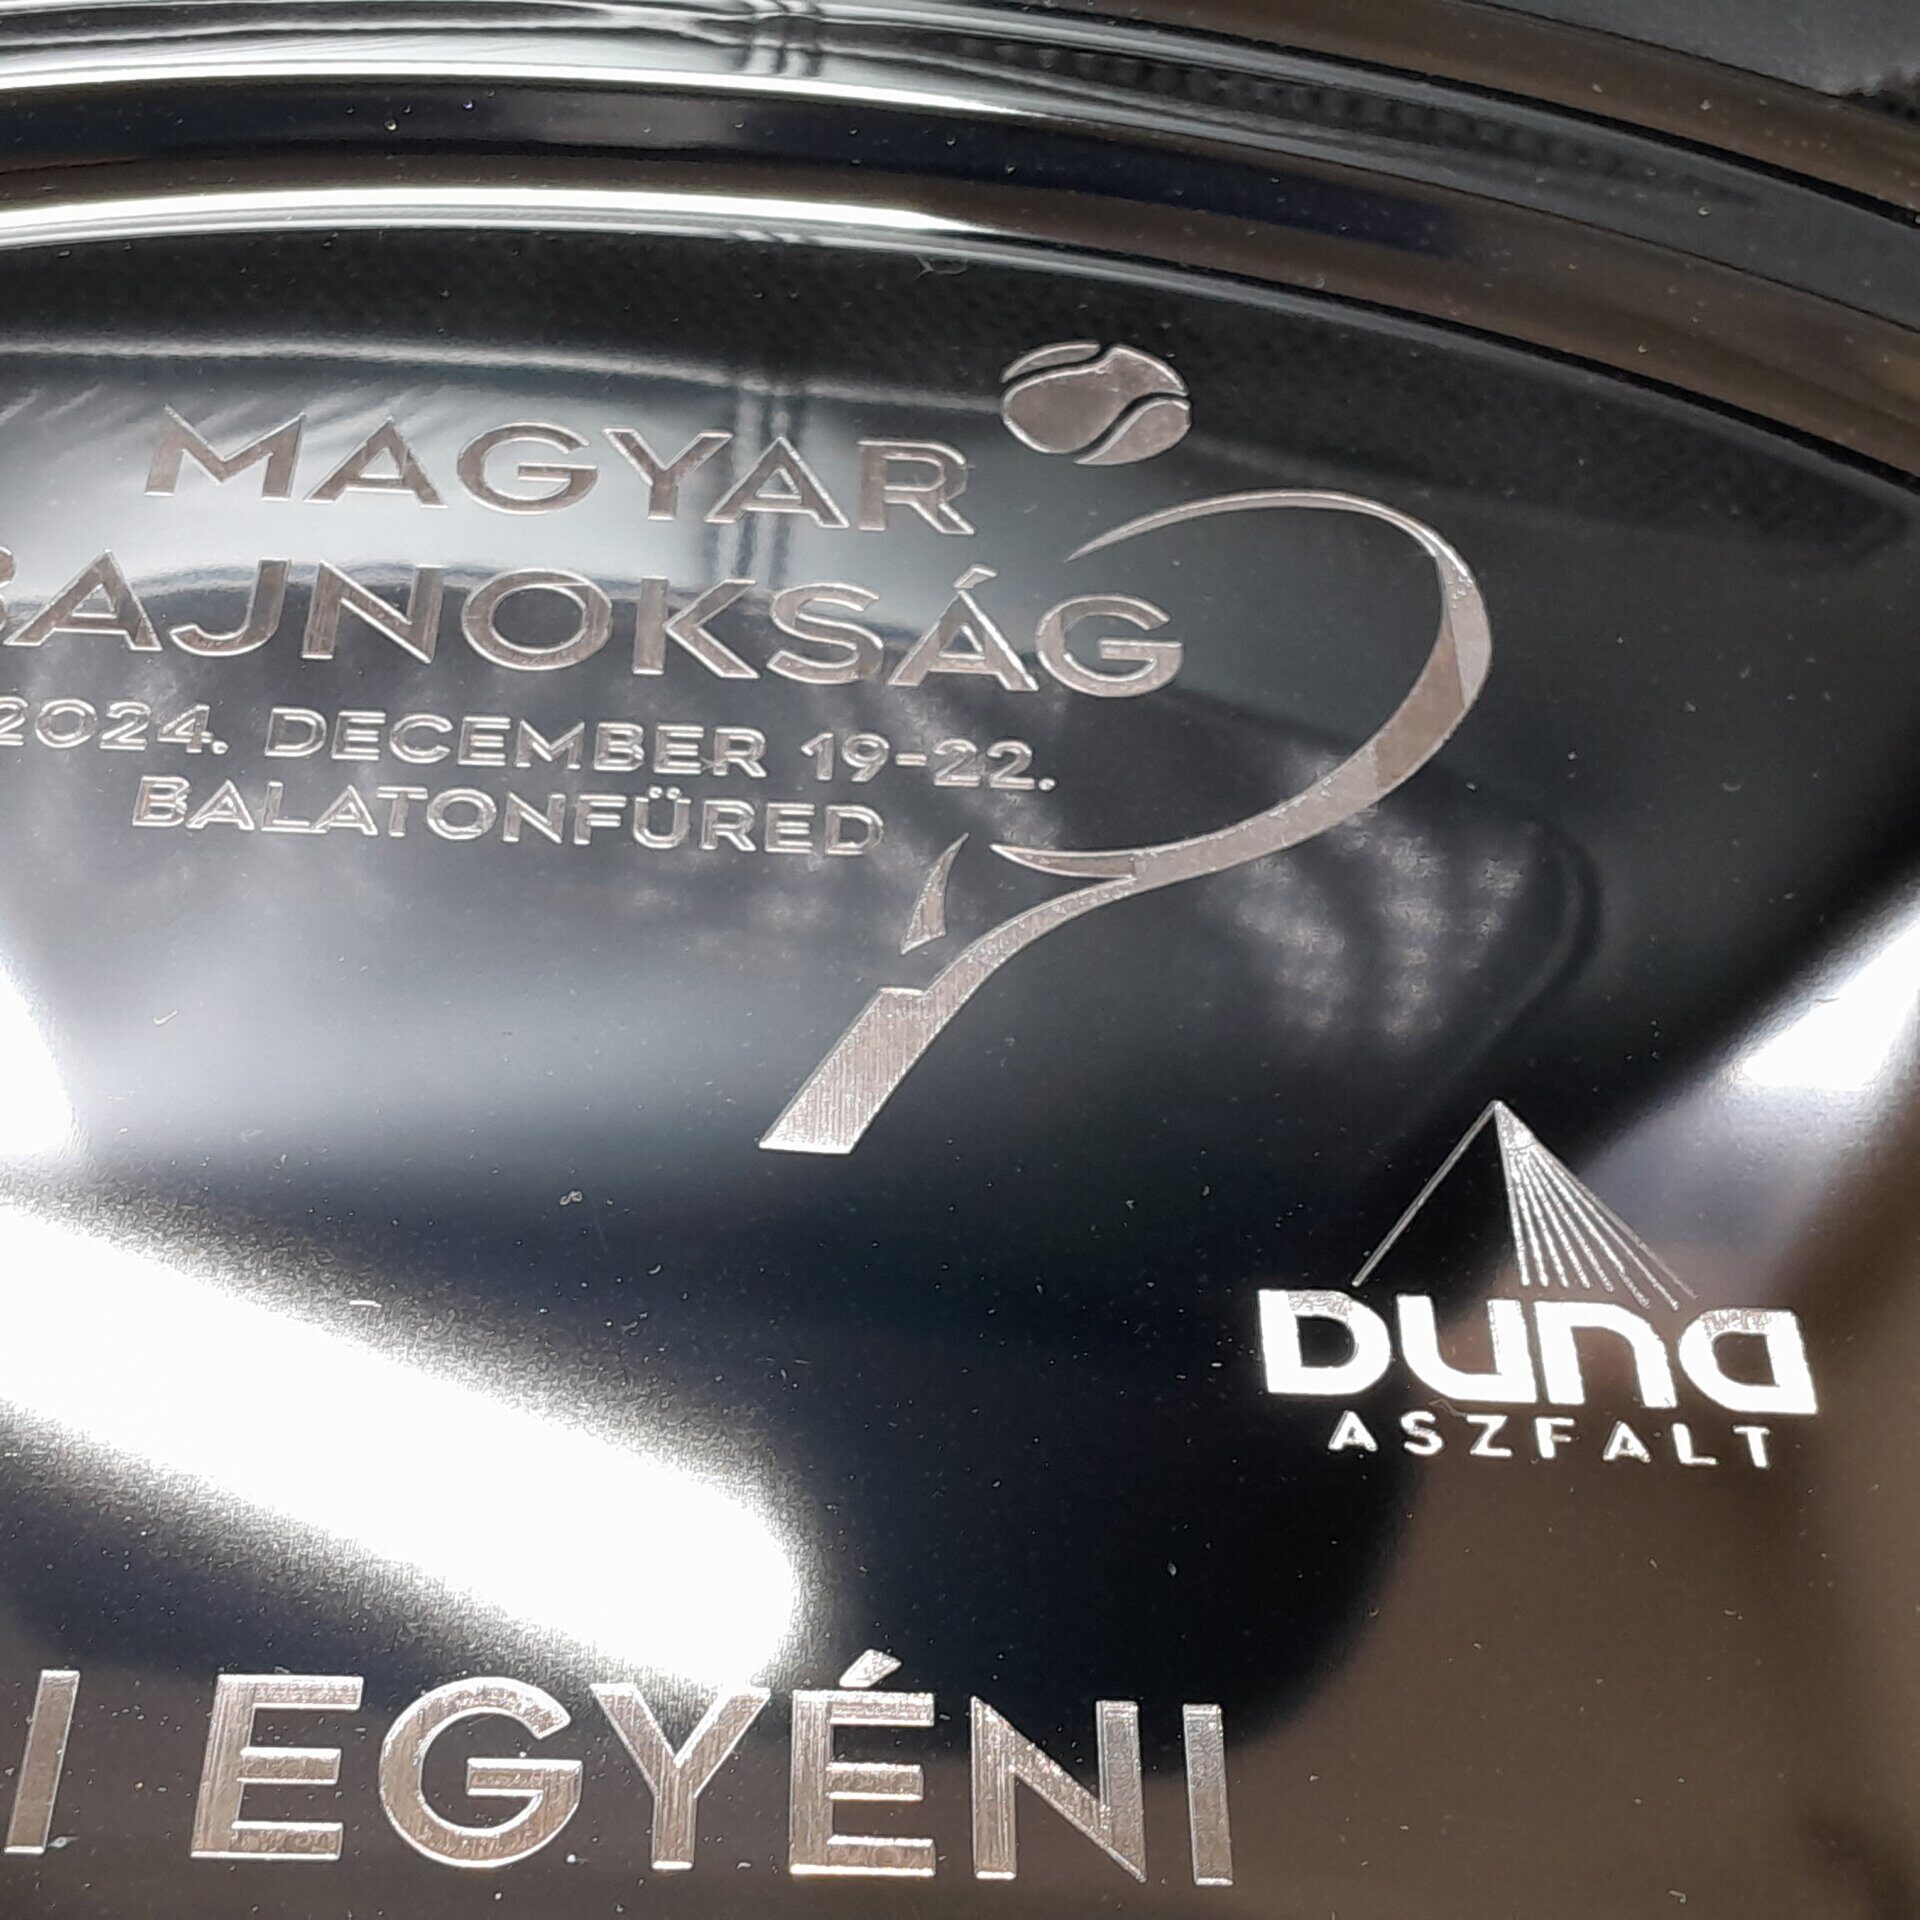 MAGYAR
BAJNOKSÁG
2024. DECEMBER 19-22.
BALATONFÜRED
DUNA
ASZFALT
I EGYÉNI